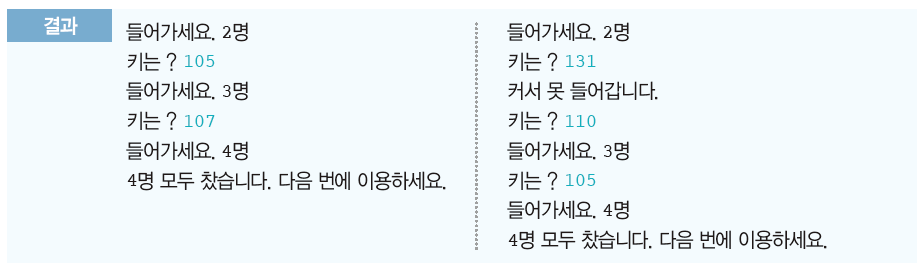 결과
들어가세요. 2명
키는 ? 105
들어가세요. 3명
키는 ? 107
들어가세요. 4명
4명 모두 찼습니다. 다음 번에 이용하세요.
들어가세요. 2명
키는 ? 131
커서 못 들어갑니다.
키는 ? 110
들어가세요. 3명
키는 ? 105
들어가세요. 4명
4명 모두 찼습니다. 다음 번에 이용하세요.